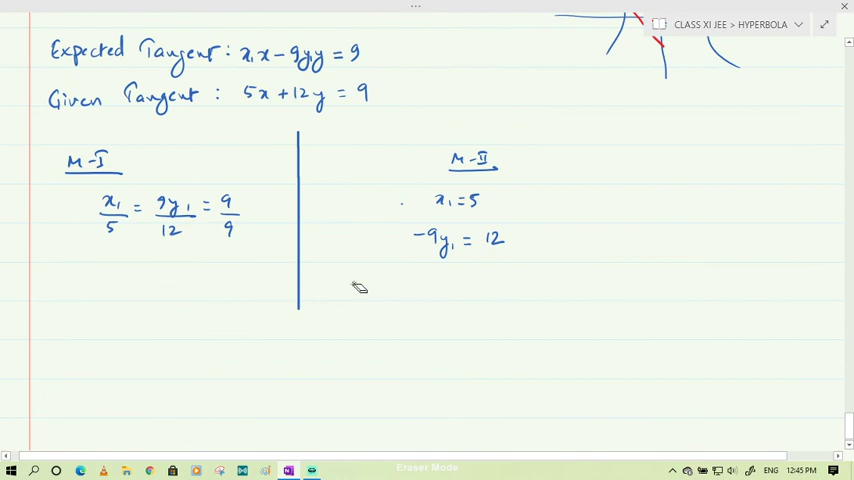 ...
CLASS XI JEE > HYPERBOLA
Expected Tangent : x₁x − 9y₁y = 9
Given Tangent : 5x + 12y = 9
M-I
x₁/5 = 9y₁/12 = 9/9
M-II
x₁ = 5
−9y₁ = 12
Eraser Mode
ENG
12:45 PM